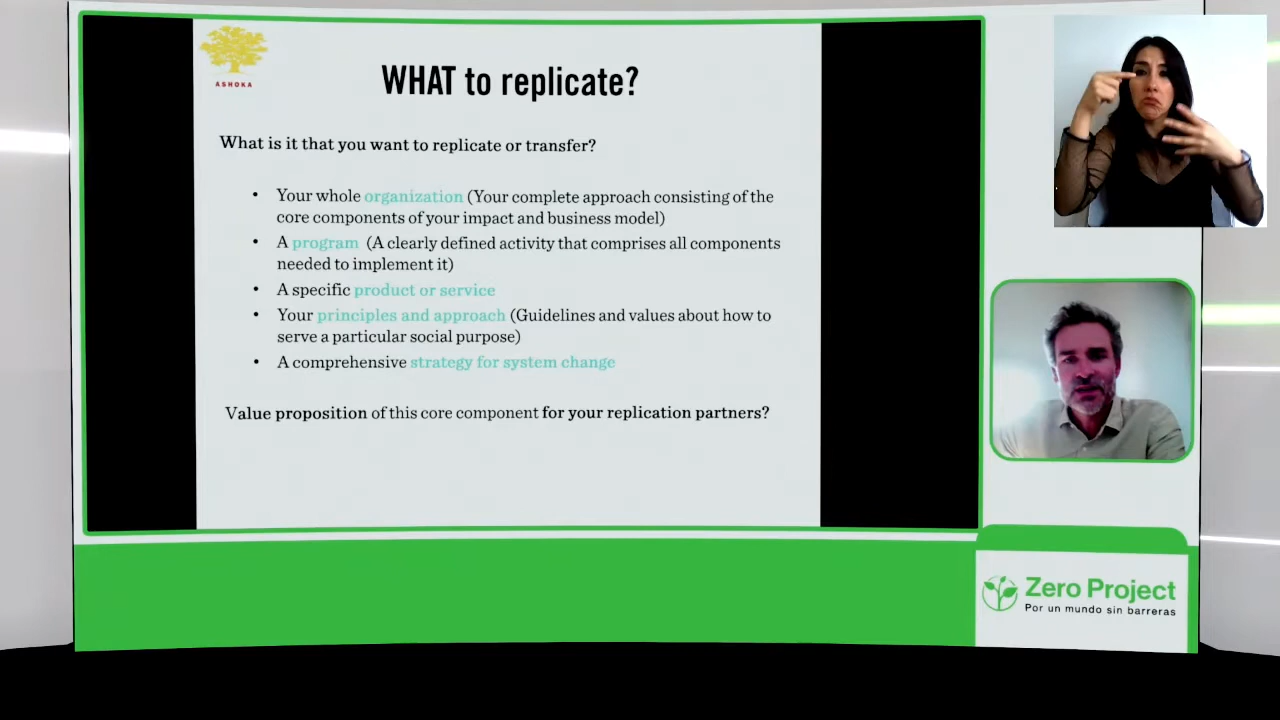 ASHOKA
WHAT to replicate?
What is it that you want to replicate or transfer?
• Your whole organization (Your complete approach consisting of the
core components of your impact and business model)
• A program (A clearly defined activity that comprises all components
needed to implement it)
• A specific product or service
• Your principles and approach (Guidelines and values about how to
serve a particular social purpose)
• A comprehensive strategy for system change
Value proposition of this core component for your replication partners?
Zero Project
Por un mundo sin barreras